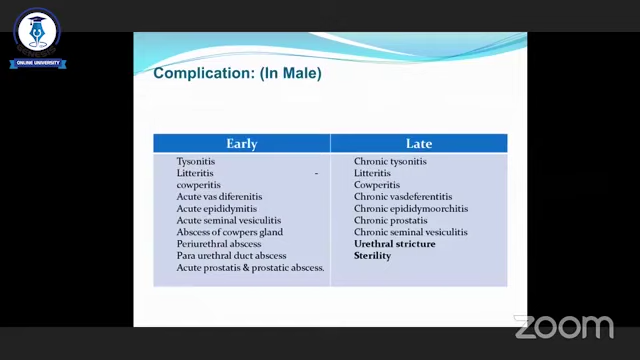 ONLINE UNIVERSITY
Complication: (In Male)
Early
Tysonitis
Litteritis -
cowperitis
Acute vas diferenitis
Acute epididymitis
Acute seminal vesiculitis
Abscess of cowpers gland
Periurethral abscess
Para urethral duct abscess
Acute prostatis & prostatic abscess.
Late
Chronic tysonitis
Litteritis
Cowperitis
Chronic vasdeferentitis
Chronic epididymoorchitis
Chronic prostatis
Chronic seminal vesiculitis
Urethral stricture
Sterility
zoom